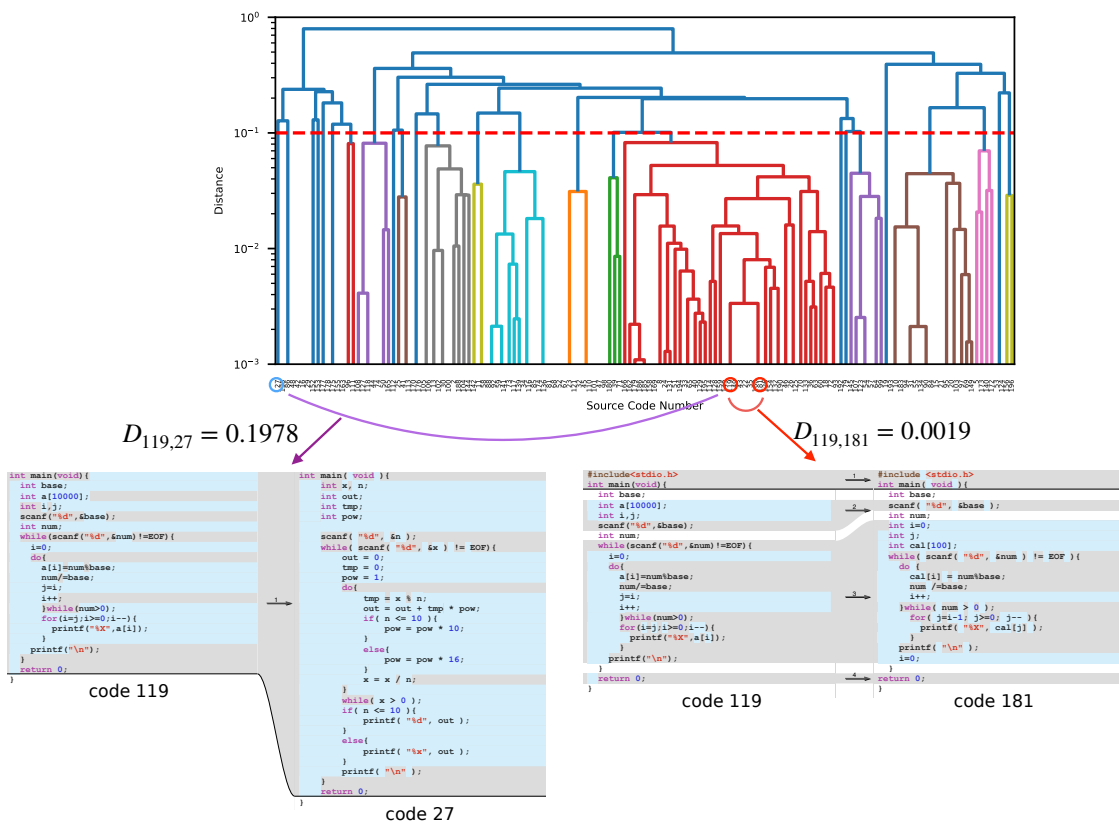 10⁰
10⁻¹
10⁻²
10⁻³
Distance
Source Code Number
D₁₁₉,₂₇ = 0.1978
D₁₁₉,₁₈₁ = 0.0019
int main(void){
int base;
int a[10000];
int i,j;
scanf("%d",&base);
int num;
while(scanf("%d",&num)!=EOF){
i=0;
do{
a[i]=num%base;
num/=base;
j=i;
i++;
}while(num>0);
for(i=j;i>=0;i--){
printf("%X",a[i]);
}
printf("\n");
}
return 0;
}
code 119
1
int main( void ){
int x, n;
int out;
int tmp;
int pow;
scanf( "%d", &n );
while( scanf( "%d", &x ) != EOF){
out = 0;
tmp = 0;
pow = 1;
do{
tmp = x % n;
out = out + tmp * pow;
if( n <= 10 ){
pow = pow * 10;
}
else{
pow = pow * 16;
}
x = x / n;
}
while( x > 0 );
if( n <= 10 ){
printf( "%d", out );
}
else{
printf( "%x", out );
}
printf( "\n" );
}
return 0;
}
code 27
#include<stdio.h>
int main(void){
int base;
int a[10000];
int i,j;
scanf("%d",&base);
int num;
while(scanf("%d",&num)!=EOF){
i=0;
do{
a[i]=num%base;
num/=base;
j=i;
i++;
}while(num>0);
for(i=j;i>=0;i--){
printf("%X",a[i]);
}
printf("\n");
}
return 0;
}
code 119
1
2
3
4
#include <stdio.h>
int main( void ){
int base;
scanf( "%d", &base );
int num;
int i=0;
int j;
int cal[100];
while( scanf( "%d", &num ) != EOF ){
do {
cal[i] = num%base;
num /=base;
i++;
}while( num > 0 );
for( j=i-1; j>=0; j-- ){
printf( "%X", cal[j] );
}
printf( "\n" );
i=0;
}
return 0;
}
code 181